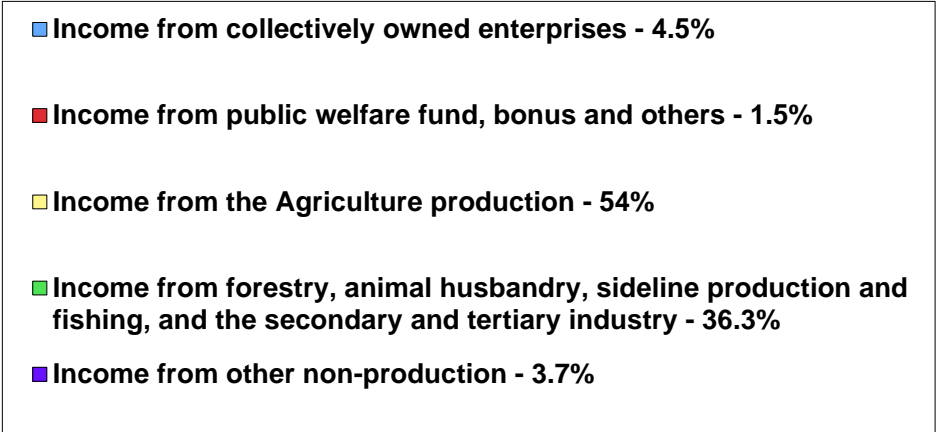 Income from collectively owned enterprises - 4.5%
Income from public welfare fund, bonus and others - 1.5%
Income from the Agriculture production - 54%
Income from forestry, animal husbandry, sideline production and
fishing, and the secondary and tertiary industry - 36.3%
Income from other non-production - 3.7%